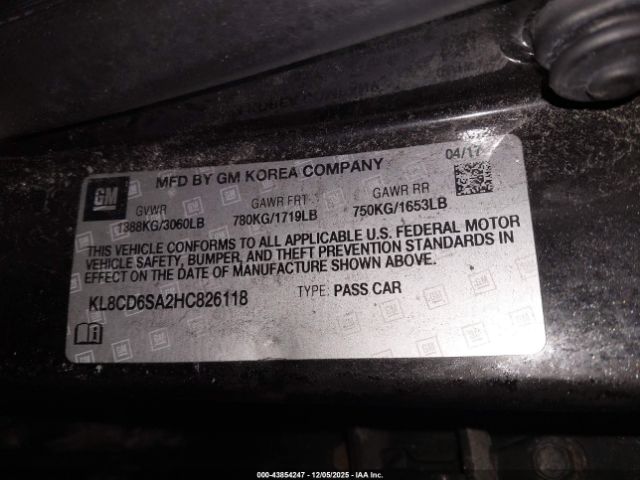 GM
MFD BY GM KOREA COMPANY
04/17
GVWR
GAWR FRT
GAWR RR
1388KG/3060LB
780KG/1719LB
750KG/1653LB
THIS VEHICLE CONFORMS TO ALL APPLICABLE U.S. FEDERAL MOTOR
VEHICLE SAFETY, BUMPER, AND THEFT PREVENTION STANDARDS IN
EFFECT ON THE DATE OF MANUFACTURE SHOWN ABOVE.
KL8CD6SA2HC826118
TYPE: PASS CAR
000-43854247 - 12/05/2025 - IAA Inc.